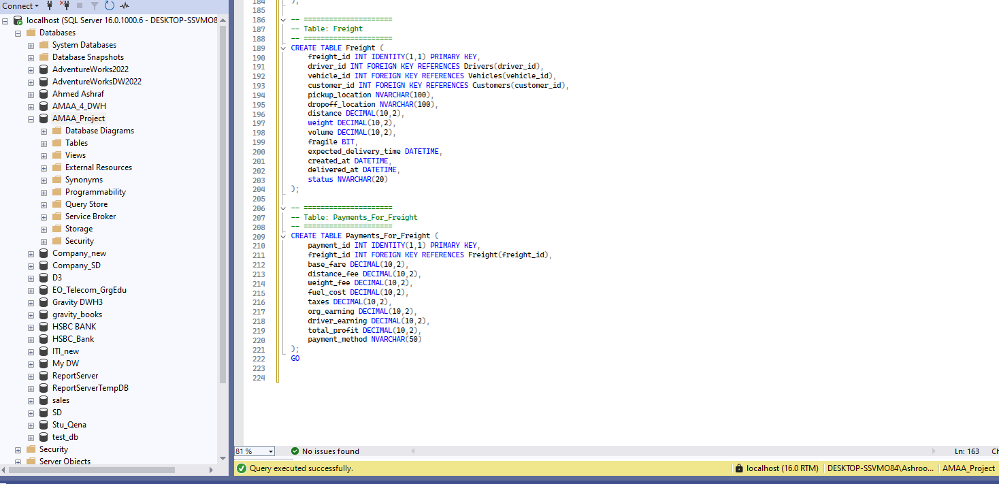 Connect
localhost (SQL Server 16.0.1000.6 - DESKTOP-SSVMO8
Databases
System Databases
Database Snapshots
AdventureWorks2022
AdventureWorksDW2022
Ahmed Ashraf
AMAA_4_DWH
AMAA_Project
Database Diagrams
Tables
Views
External Resources
Synonyms
Programmability
Query Store
Service Broker
Storage
Security
Company_new
Company_SD
D3
EO_Telecom_GrgEdu
Gravity DWH3
gravity_books
HSBC BANK
HSBC_Bank
ITI_new
My DW
ReportServer
ReportServerTempDB
sales
SD
Stu_Qena
test_db
Security
Server Objects
184 );
185
186 -- =====================
187 -- Table: Freight
188 -- =====================
189 CREATE TABLE Freight (
190 freight_id INT IDENTITY(1,1) PRIMARY KEY,
191 driver_id INT FOREIGN KEY REFERENCES Drivers(driver_id),
192 vehicle_id INT FOREIGN KEY REFERENCES Vehicles(vehicle_id),
193 customer_id INT FOREIGN KEY REFERENCES Customers(customer_id),
194 pickup_location NVARCHAR(100),
195 dropoff_location NVARCHAR(100),
196 distance DECIMAL(10,2),
197 weight DECIMAL(10,2),
198 volume DECIMAL(10,2),
199 fragile BIT,
200 expected_delivery_time DATETIME,
201 created_at DATETIME,
202 delivered_at DATETIME,
203 status NVARCHAR(20)
204 );
205
206 -- =====================
207 -- Table: Payments_For_Freight
208 -- =====================
209 CREATE TABLE Payments_For_Freight (
210 payment_id INT IDENTITY(1,1) PRIMARY KEY,
211 freight_id INT FOREIGN KEY REFERENCES Freight(freight_id),
212 base_fare DECIMAL(10,2),
213 distance_fee DECIMAL(10,2),
214 weight_fee DECIMAL(10,2),
215 fuel_cost DECIMAL(10,2),
216 taxes DECIMAL(10,2),
217 org_earning DECIMAL(10,2),
218 driver_earning DECIMAL(10,2),
219 total_profit DECIMAL(10,2),
220 payment_method NVARCHAR(50)
221 );
222 GO
223
224
81 % No issues found Ln: 163 Ch
Query executed successfully. localhost (16.0 RTM) DESKTOP-SSVMO84\Ashroo... AMAA_Project